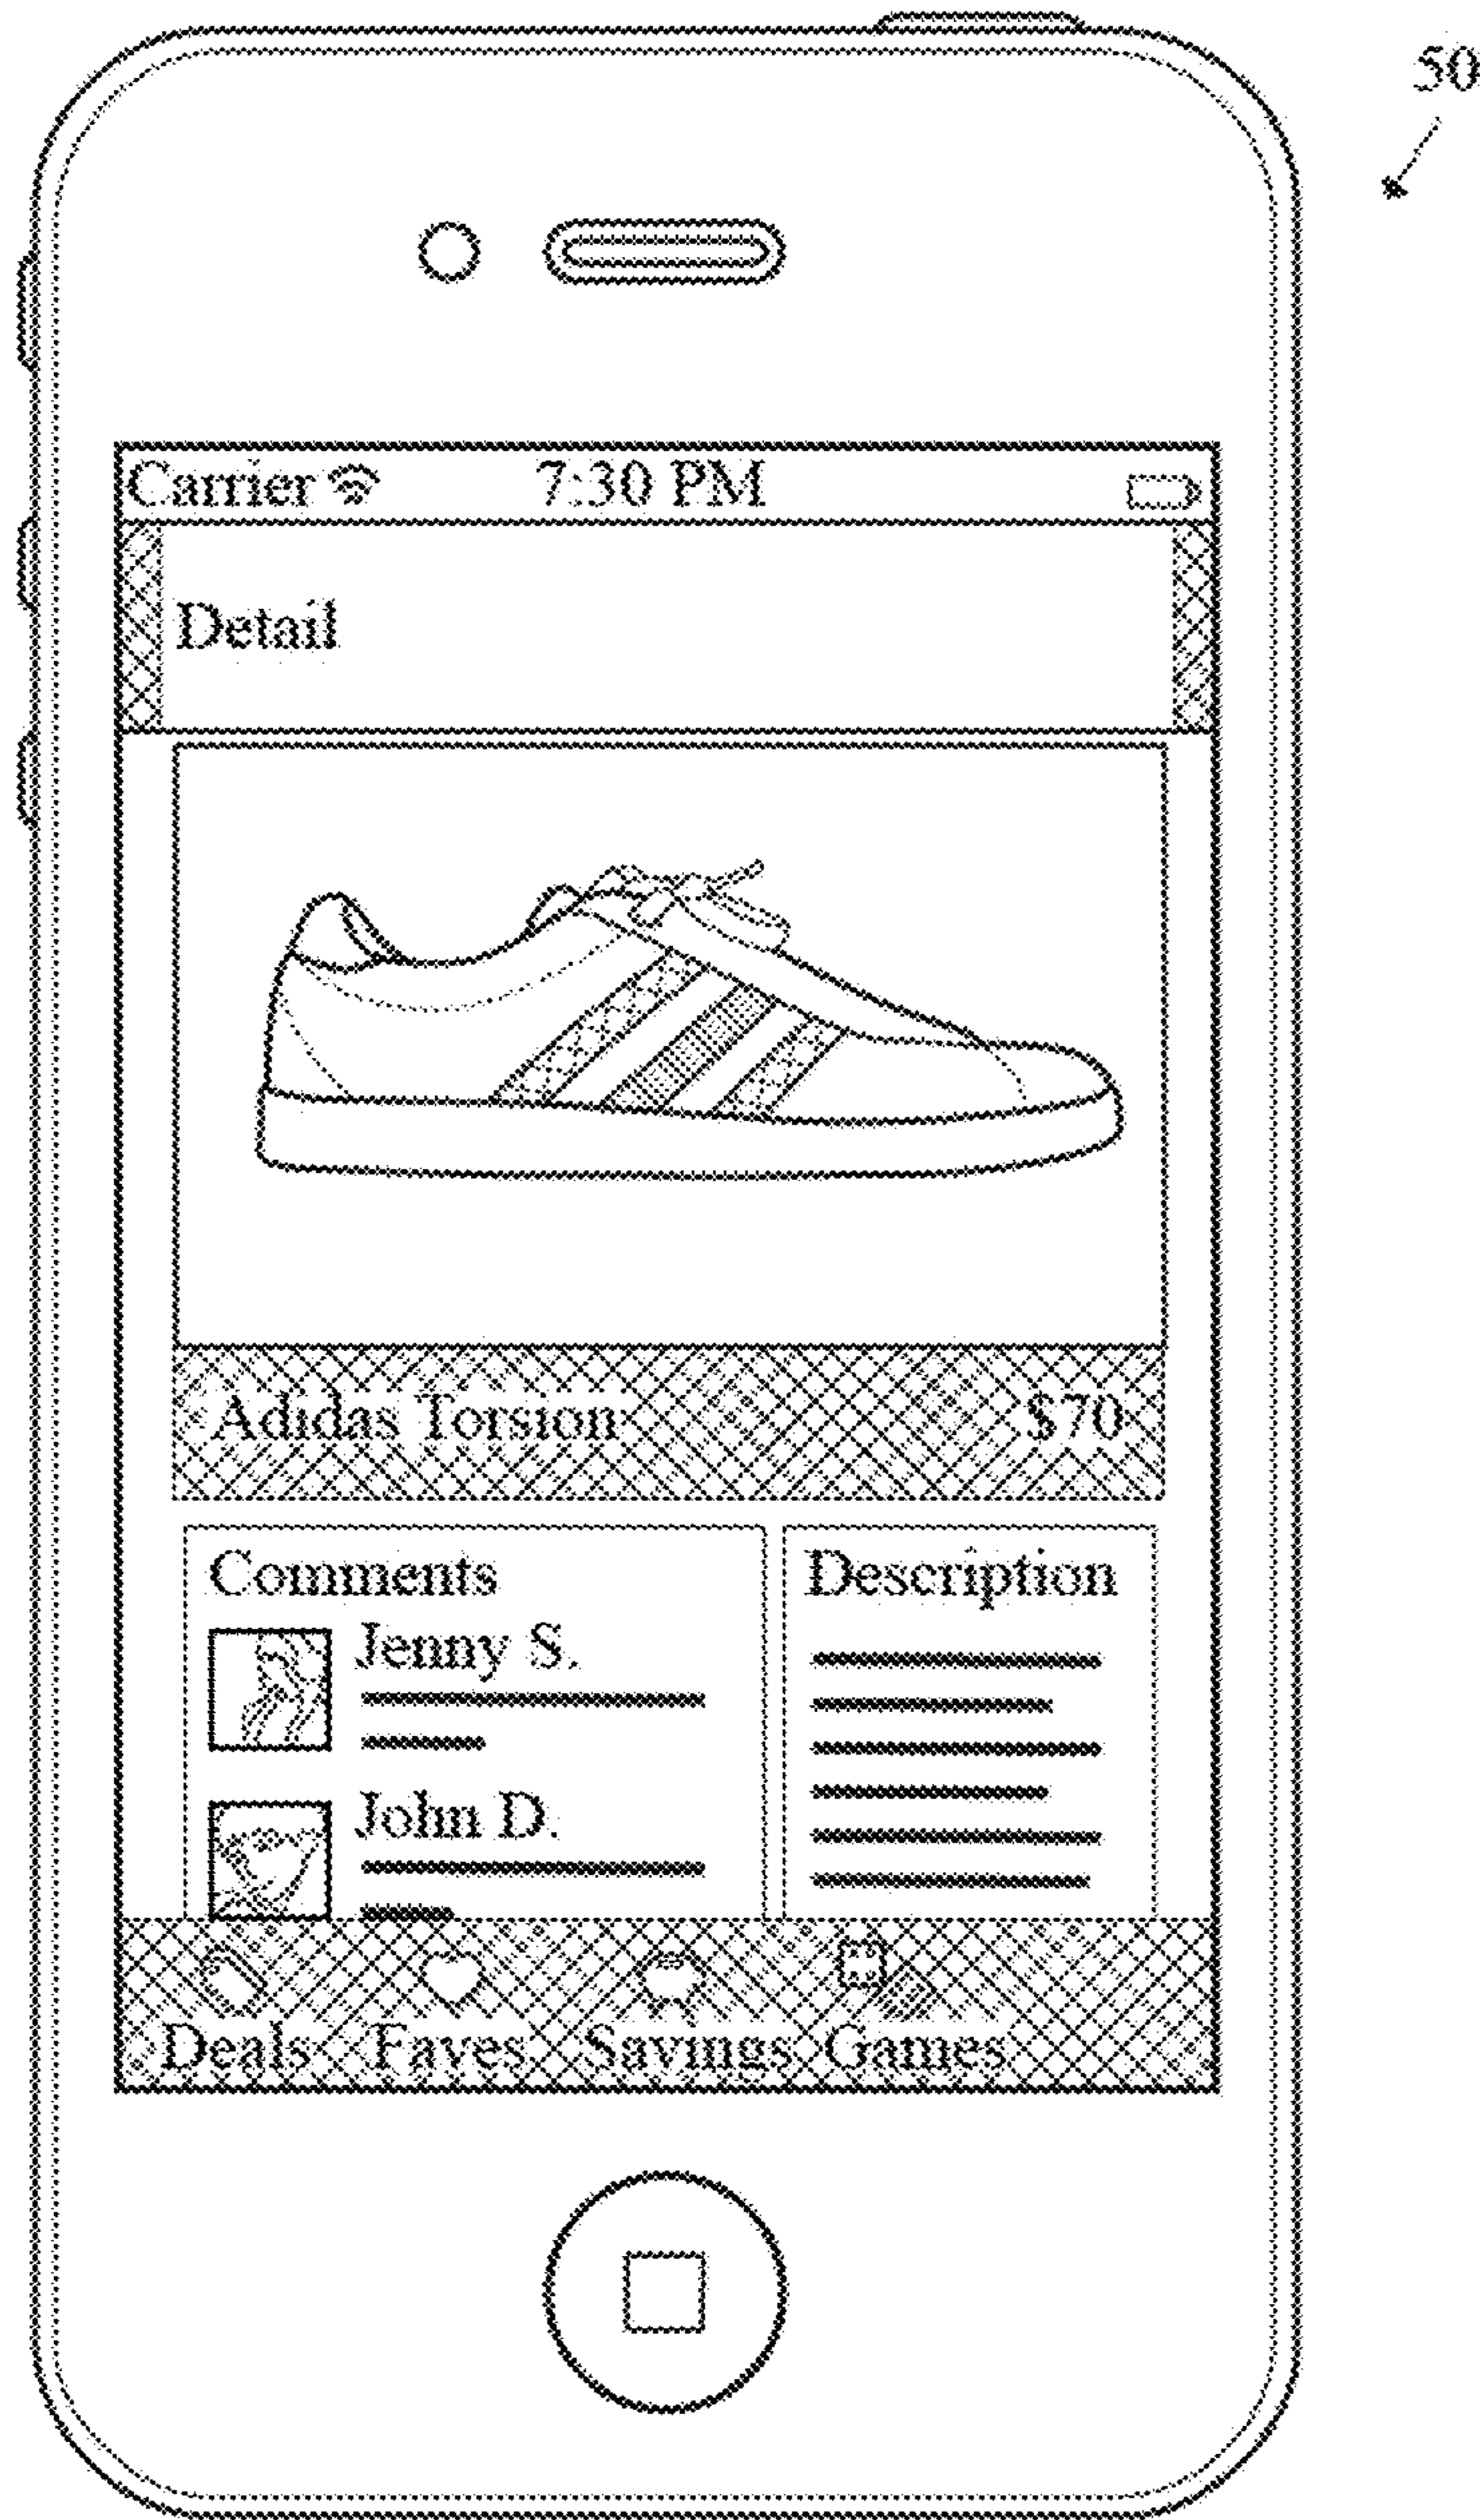 50
Carrier 7:30 PM
Detail
Adidas Torsion $70
Comments
Description
Jenny S.
John D.
Deals Faves Savings Games